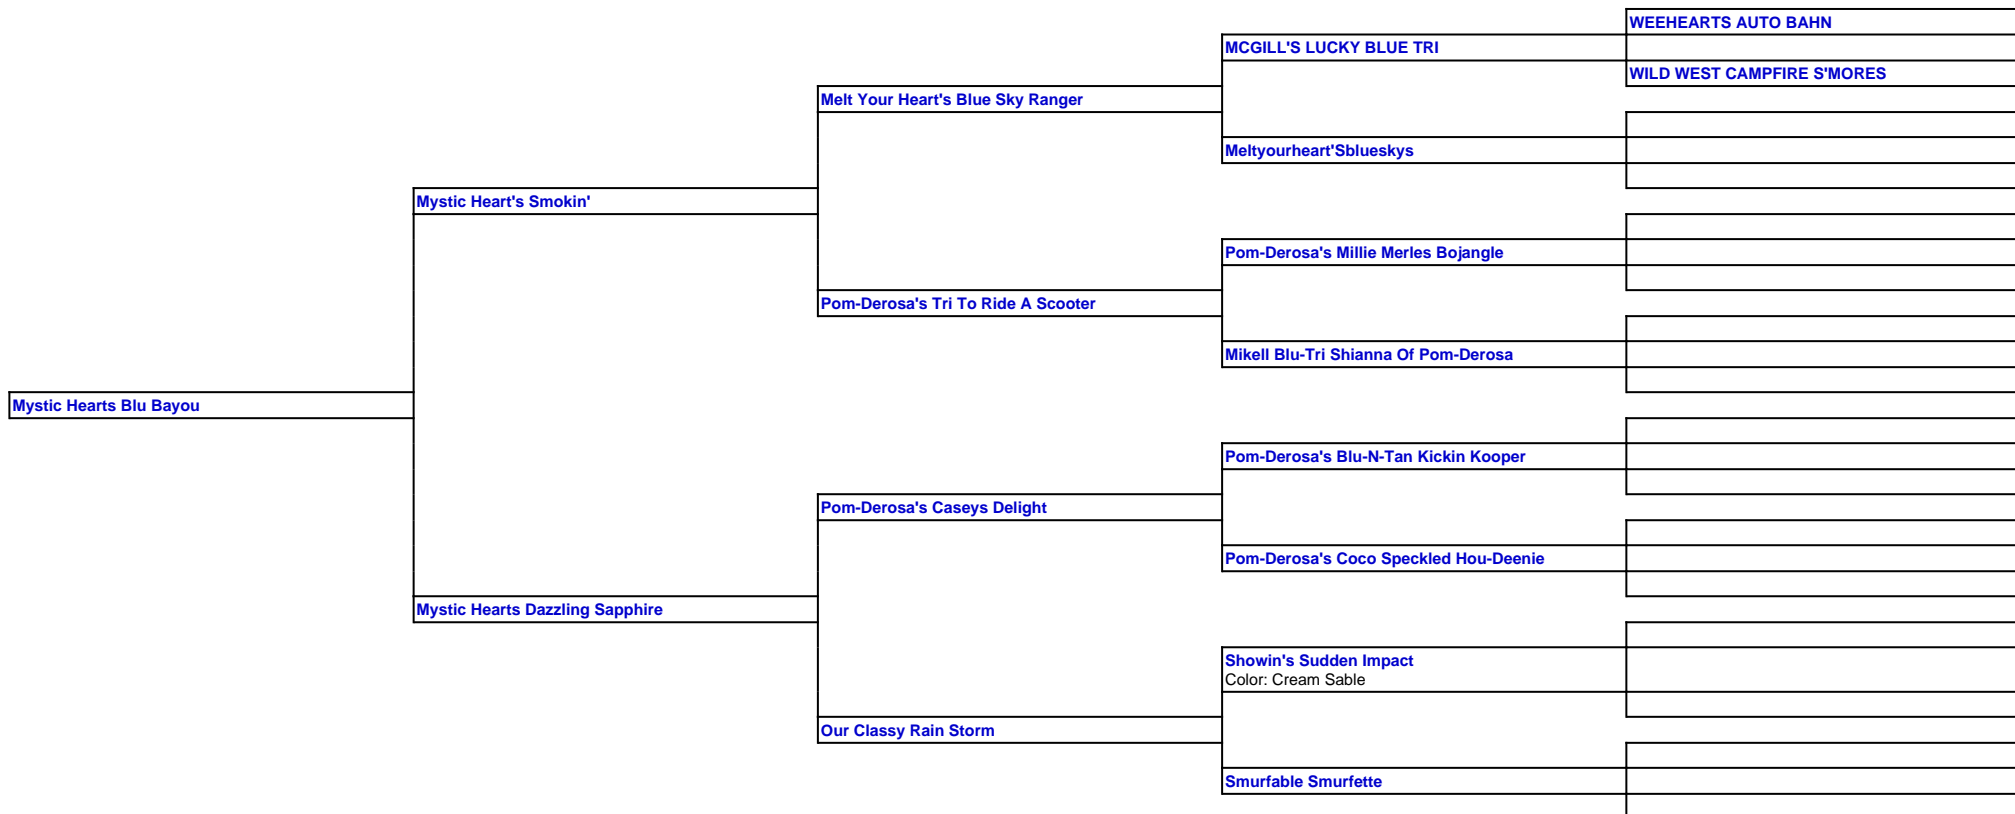 WEEHEARTS AUTO BAHN
MCGILL'S LUCKY BLUE TRI
WILD WEST CAMPFIRE S'MORES
Melt Your Heart's Blue Sky Ranger
Meltyourheart'Sblueskys
Mystic Heart's Smokin'
Pom-Derosa's Millie Merles Bojangle
Pom-Derosa's Tri To Ride A Scooter
Mikell Blu-Tri Shianna Of Pom-Derosa
Mystic Hearts Blu Bayou
Pom-Derosa's Blu-N-Tan Kickin Kooper
Pom-Derosa's Caseys Delight
Pom-Derosa's Coco Speckled Hou-Deenie
Mystic Hearts Dazzling Sapphire
Showin's Sudden Impact
Color: Cream Sable
Our Classy Rain Storm
Smurfable Smurfette